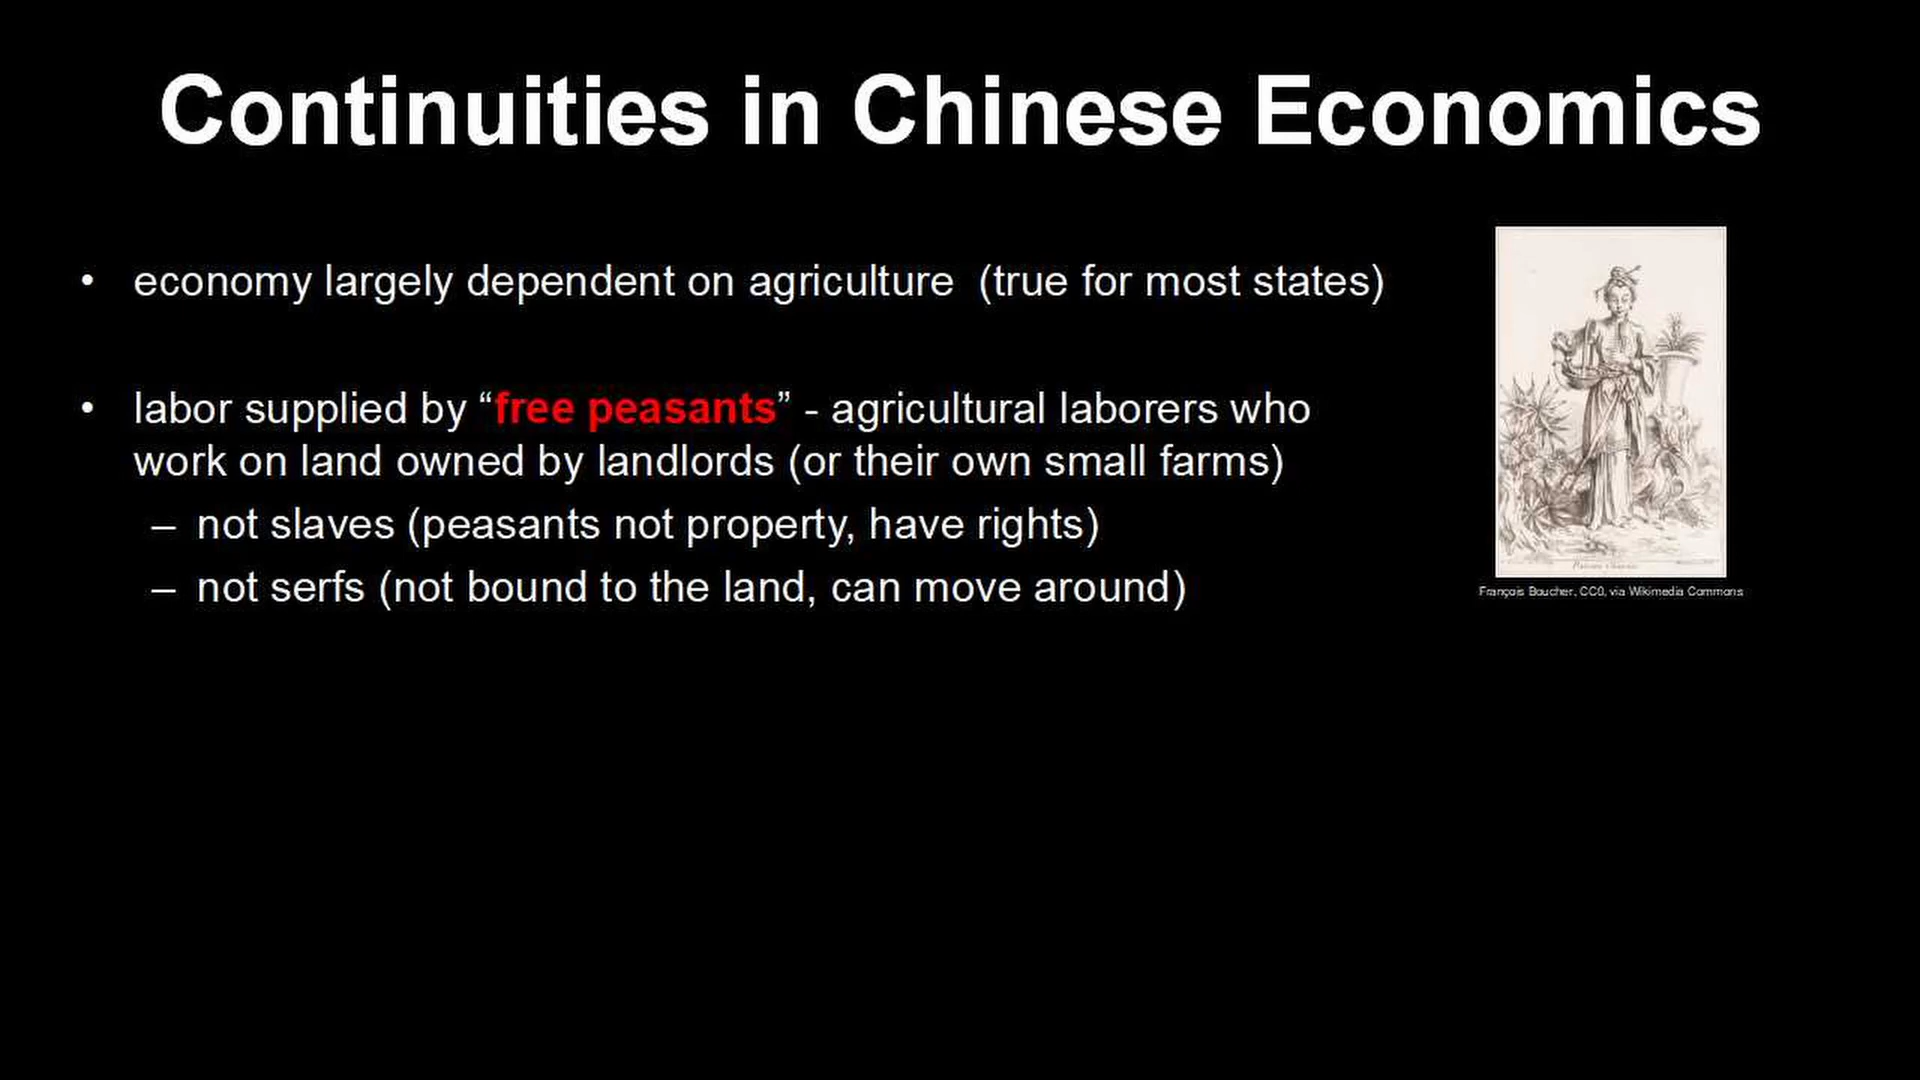 Continuities in Chinese Economics
• economy largely dependent on agriculture  (true for most states)
• labor supplied by “free peasants” - agricultural laborers who
work on land owned by landlords (or their own small farms)
– not slaves (peasants not property, have rights)
– not serfs (not bound to the land, can move around)
François Boucher, CC0, via Wikimedia Commons